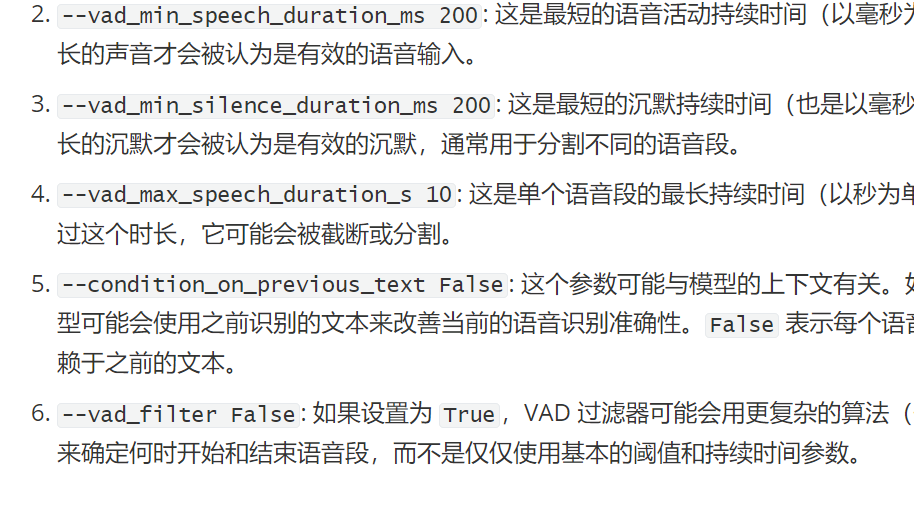 2. --vad_min_speech_duration_ms 200: 这是最短的语音活动持续时间（以毫秒为
长的声音才会被认为是有效的语音输入。
3. --vad_min_silence_duration_ms 200: 这是最短的沉默持续时间（也是以毫秒
长的沉默才会被认为是有效的沉默，通常用于分割不同的语音段。
4. --vad_max_speech_duration_s 10: 这是单个语音段的最长持续时间（以秒为单
过这个时长，它可能会被截断或分割。
5. --condition_on_previous_text False: 这个参数可能与模型的上下文有关。如
型可能会使用之前识别的文本来改善当前的语音识别准确性。False 表示每个语音
赖于之前的文本。
6. --vad_filter False: 如果设置为 True，VAD 过滤器可能会用更复杂的算法（
来确定何时开始和结束语音段，而不是仅仅使用基本的阈值和持续时间参数。